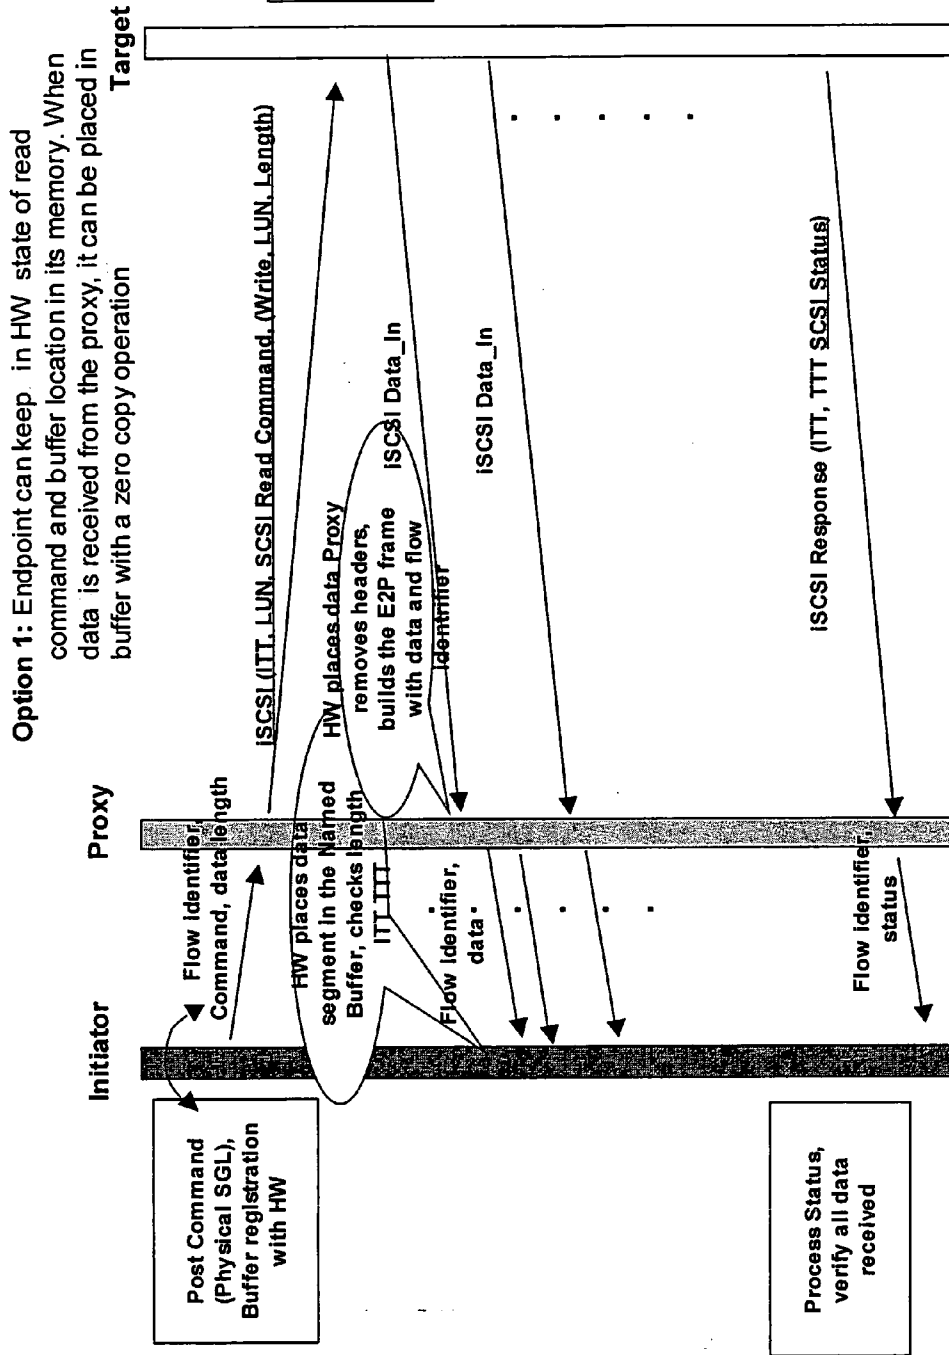 Option 1: Endpoint can keep in HW state of read
command and buffer location in its memory. When
data is received from the proxy, it can be placed in
buffer with a zero copy operation
Initiator
Proxy
Target
Post Command
(Physical SGL),
Buffer registration
with HW
Flow identifier,
Command, data length
iSCSI (ITT, LUN, SCSI Read Command, (Write, LUN, Length)
HW places data
segment in the Named
Buffer, checks length
ITT TTT
HW places data Proxy
removes headers,
builds the E2P frame
with data and flow
identrifier
iSCSI Data_In
iSCSI Data_In
Flow identifier,
data
iSCSI Response (ITT, TTT SCSI Status)
Flow identifier,
status
Process Status,
verify all data
received